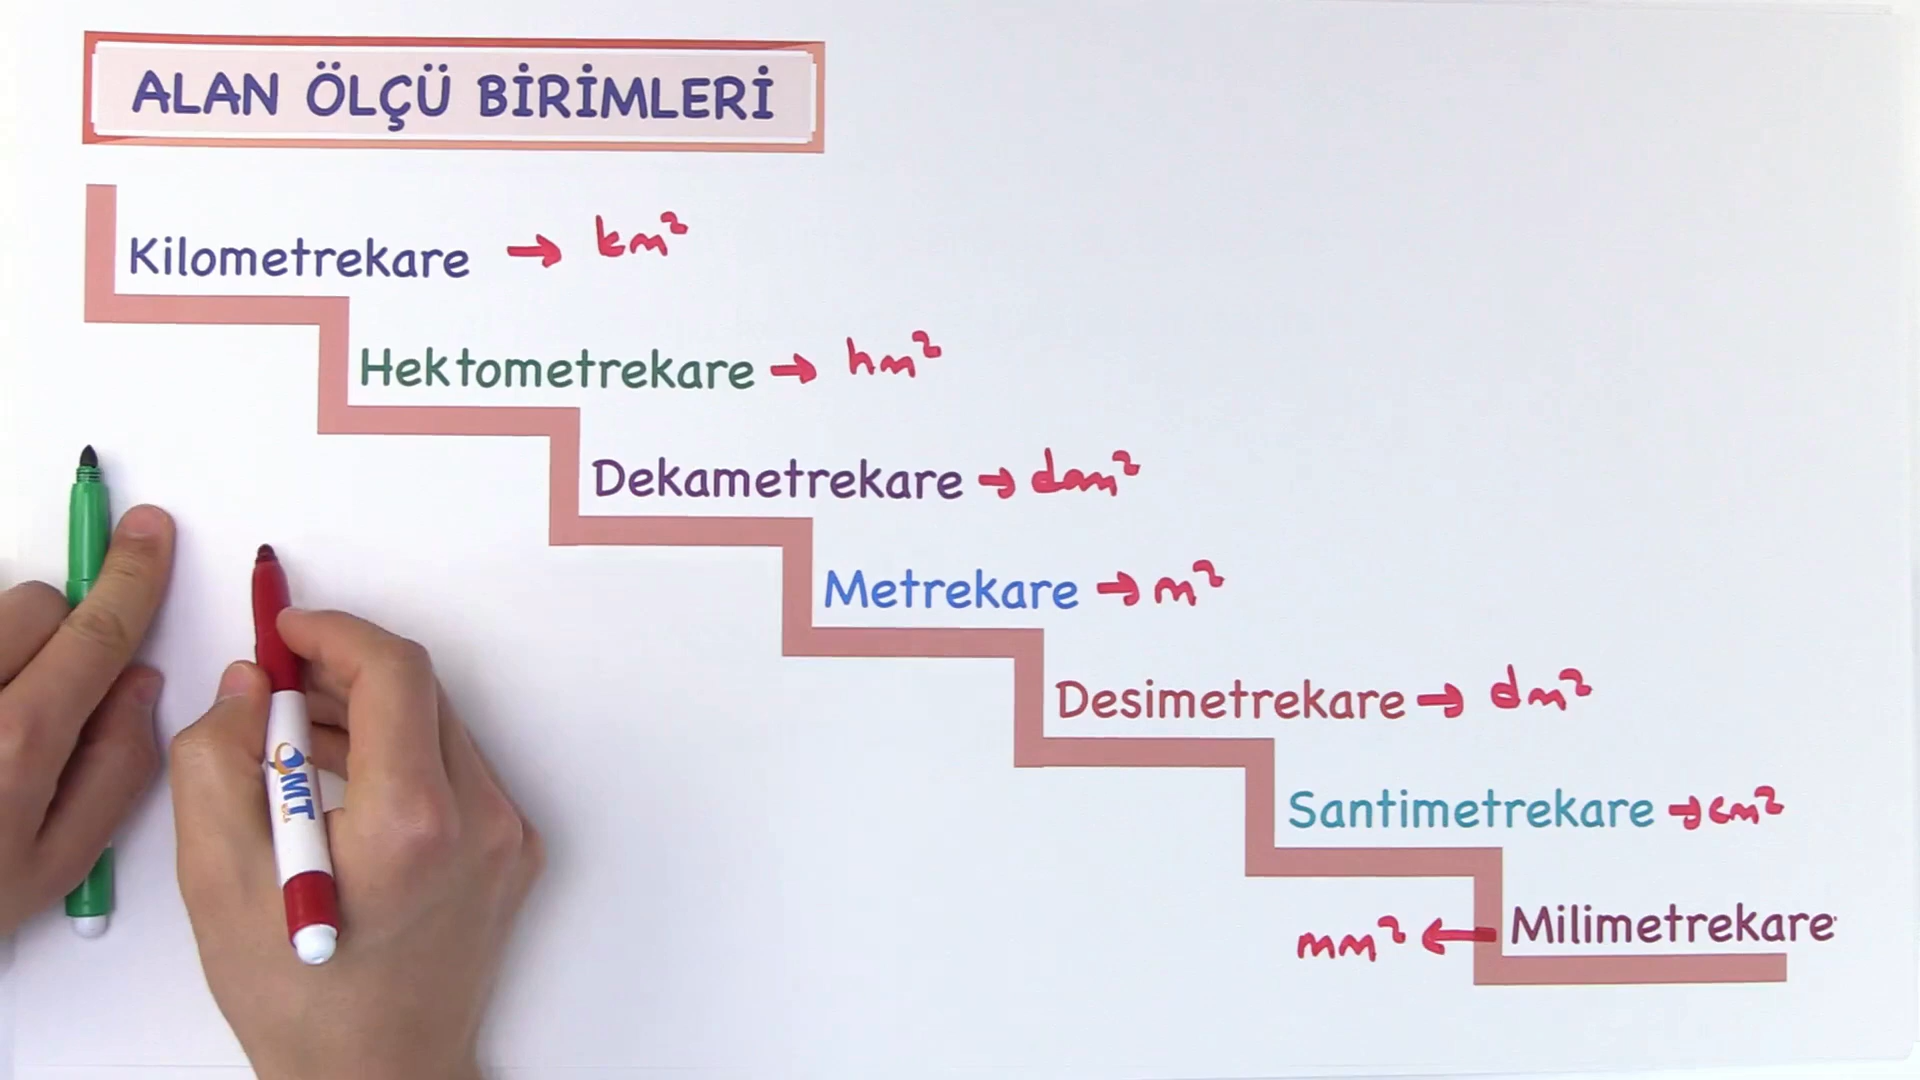 ALAN ÖLÇÜ BİRİMLERİ
Kilometrekare → km²
Hektometrekare → hm²
Dekametrekare → dam²
Metrekare → m²
Desimetrekare → dm²
Santimetrekare → cm²
mm² ← Milimetrekare
MT